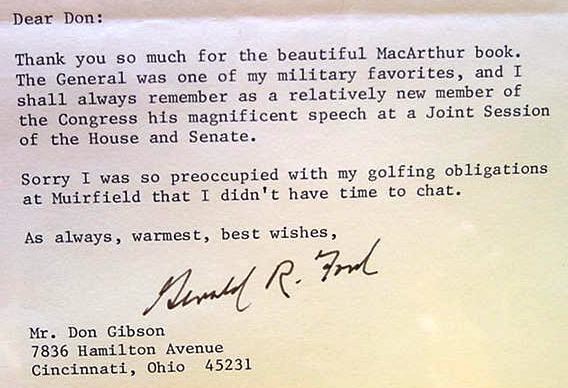 Dear Don:
Thank you so much for the beautiful MacArthur book.
The General was one of my military favorites, and I
shall always remember as a relatively new member of
the Congress his magnificent speech at a Joint Session
of the House and Senate.
Sorry I was so preoccupied with my golfing obligations
at Muirfield that I didn't have time to chat.
As always, warmest, best wishes,
Gerald R. Ford
Mr. Don Gibson
7836 Hamilton Avenue
Cincinnati, Ohio  45231